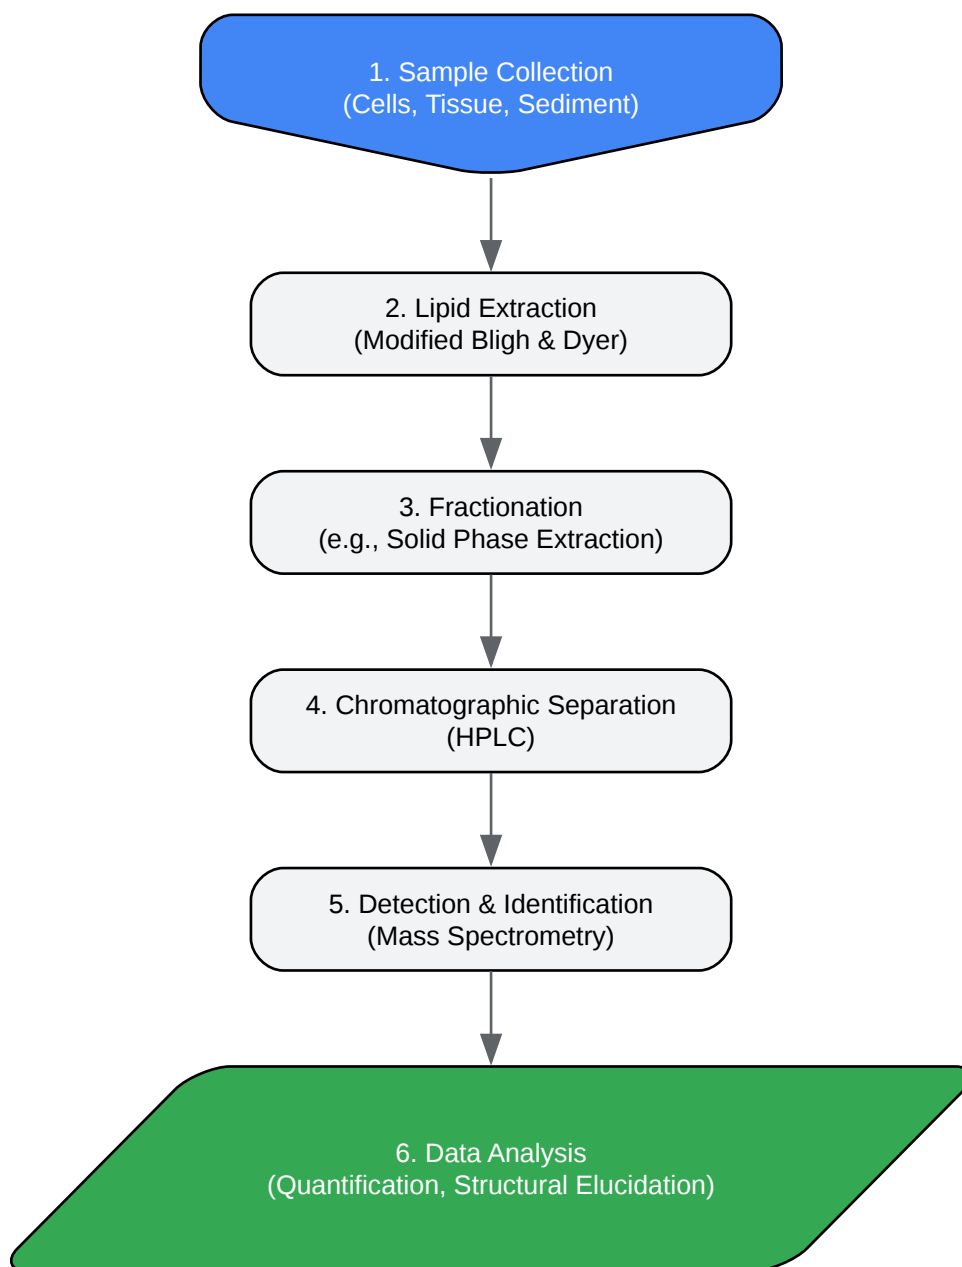 1. Sample Collection
(Cells, Tissue, Sediment)
2. Lipid Extraction
(Modified Bligh & Dyer)
3. Fractionation
(e.g., Solid Phase Extraction)
4. Chromatographic Separation
(HPLC)
5. Detection & Identification
(Mass Spectrometry)
6. Data Analysis
(Quantification, Structural Elucidation)